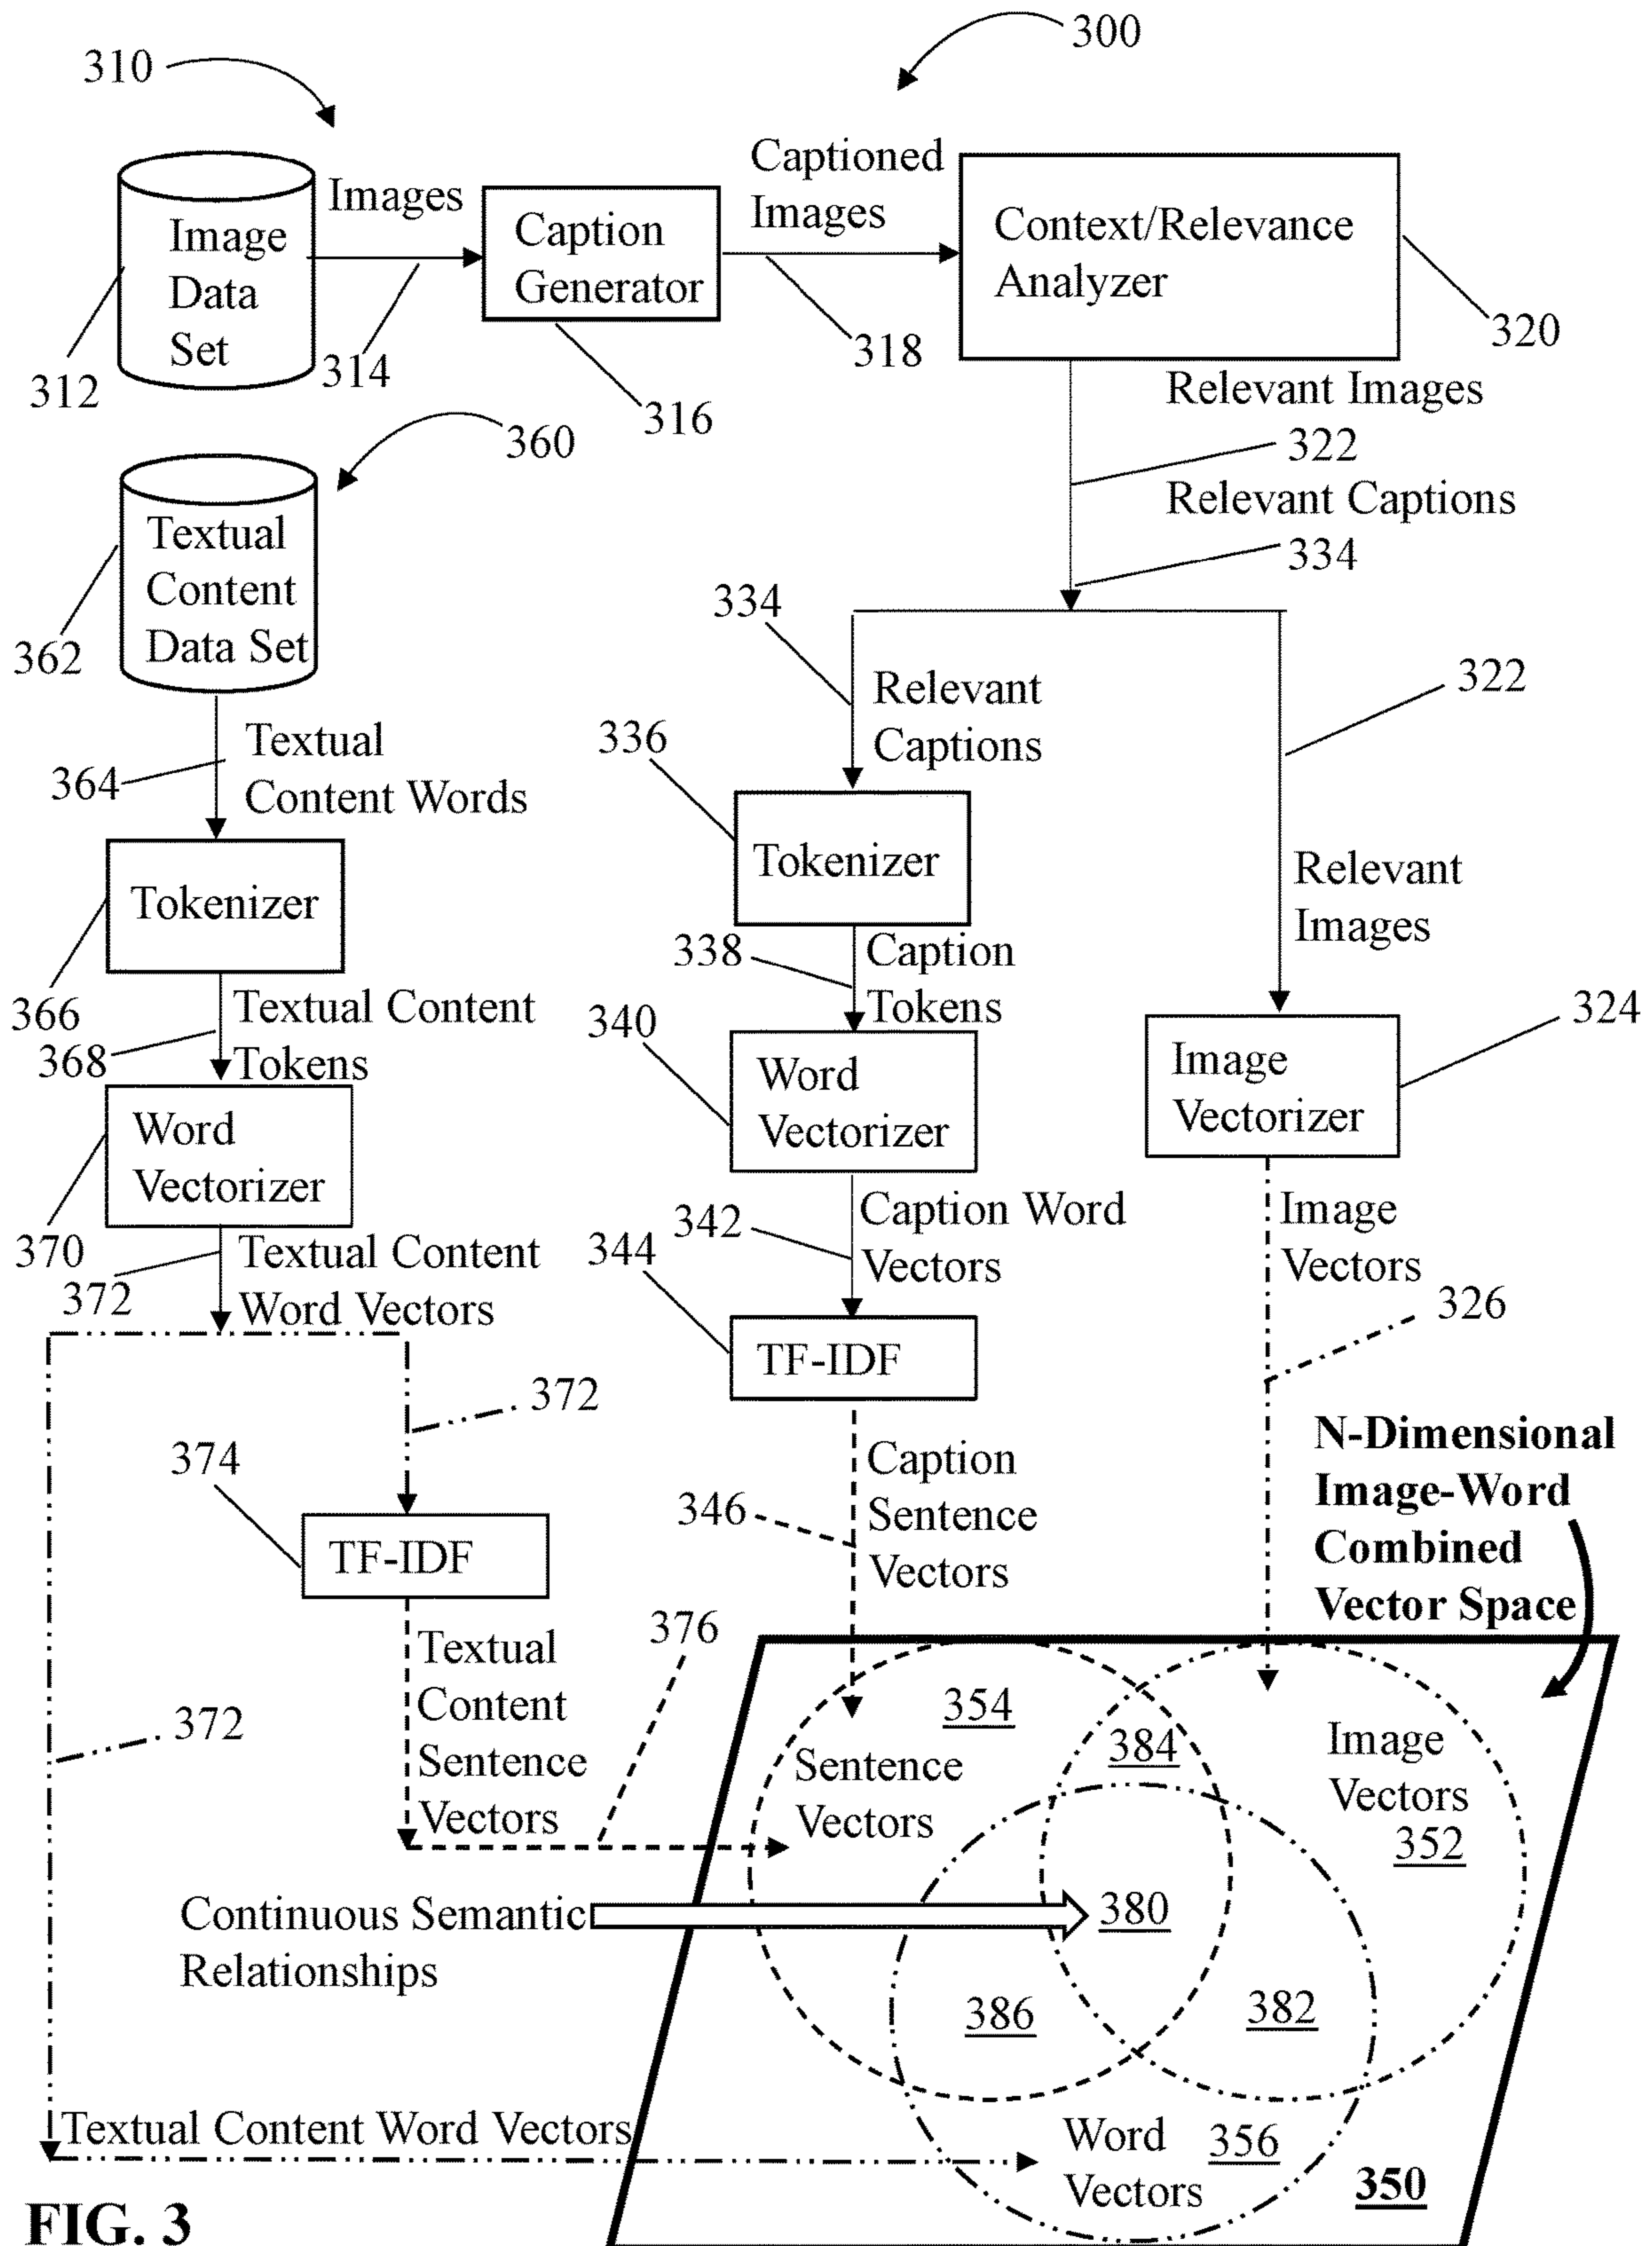 300
310
Captioned
Images
Images
Image
Data
Set
Caption
Generator
Context/Relevance
Analyzer
312
314
316
318
320
Relevant Images
322
Relevant Captions
334
360
Textual
Content
Data Set
362
334
Relevant
Captions
322
364
Textual
Content Words
336
Tokenizer
Tokenizer
Relevant
Images
366
368
Textual Content
Tokens
338
Caption
Tokens
340
324
Word
Vectorizer
Word
Vectorizer
Image
Vectorizer
370
372
Textual Content
Word Vectors
342
Caption Word
Vectors
344
Image
Vectors
326
TF-IDF
372
374
TF-IDF
346
Caption
Sentence
Vectors
N-Dimensional
Image-Word
Combined
Vector Space
376
Textual
Content
Sentence
Vectors
372
354
384
Sentence
Vectors
Image
Vectors
352
Continuous Semantic
Relationships
380
386
382
Textual Content Word Vectors
Word
Vectors
356
350
FIG. 3